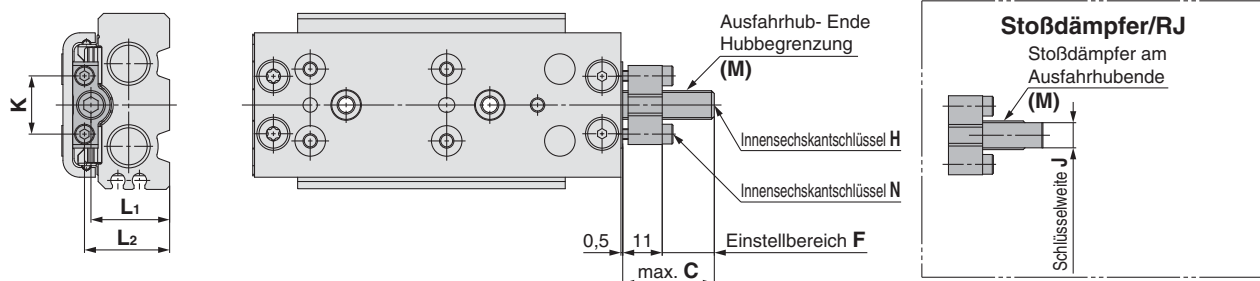 K
L1
L2
Ausfahrhub- Ende
Hubbegrenzung
(M)
Innensechskantschlüssel H
Innensechskantschlüssel N
0,5
11
Einstellbereich F
max. C
Stoßdämpfer/RJ
Stoßdämpfer am
Ausfahrhubende
(M)
Schlüsselweite J